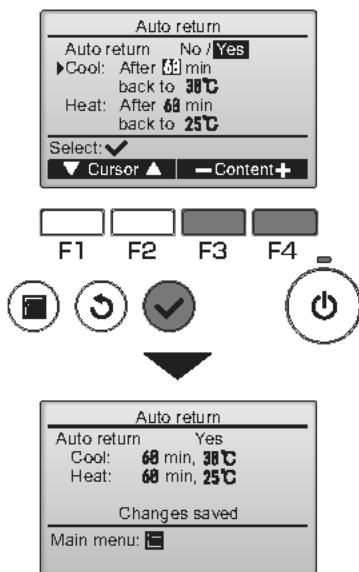 Auto return
Auto return No / Yes
▶Cool: After 60 min
back to 30℃
Heat: After 60 min
back to 25℃
Select: ✔
▼ Cursor ▲ − Content +
F1 F2 F3 F4
Auto return
Auto return Yes
Cool: 60 min, 30℃
Heat: 60 min, 25℃
Changes saved
Main menu: